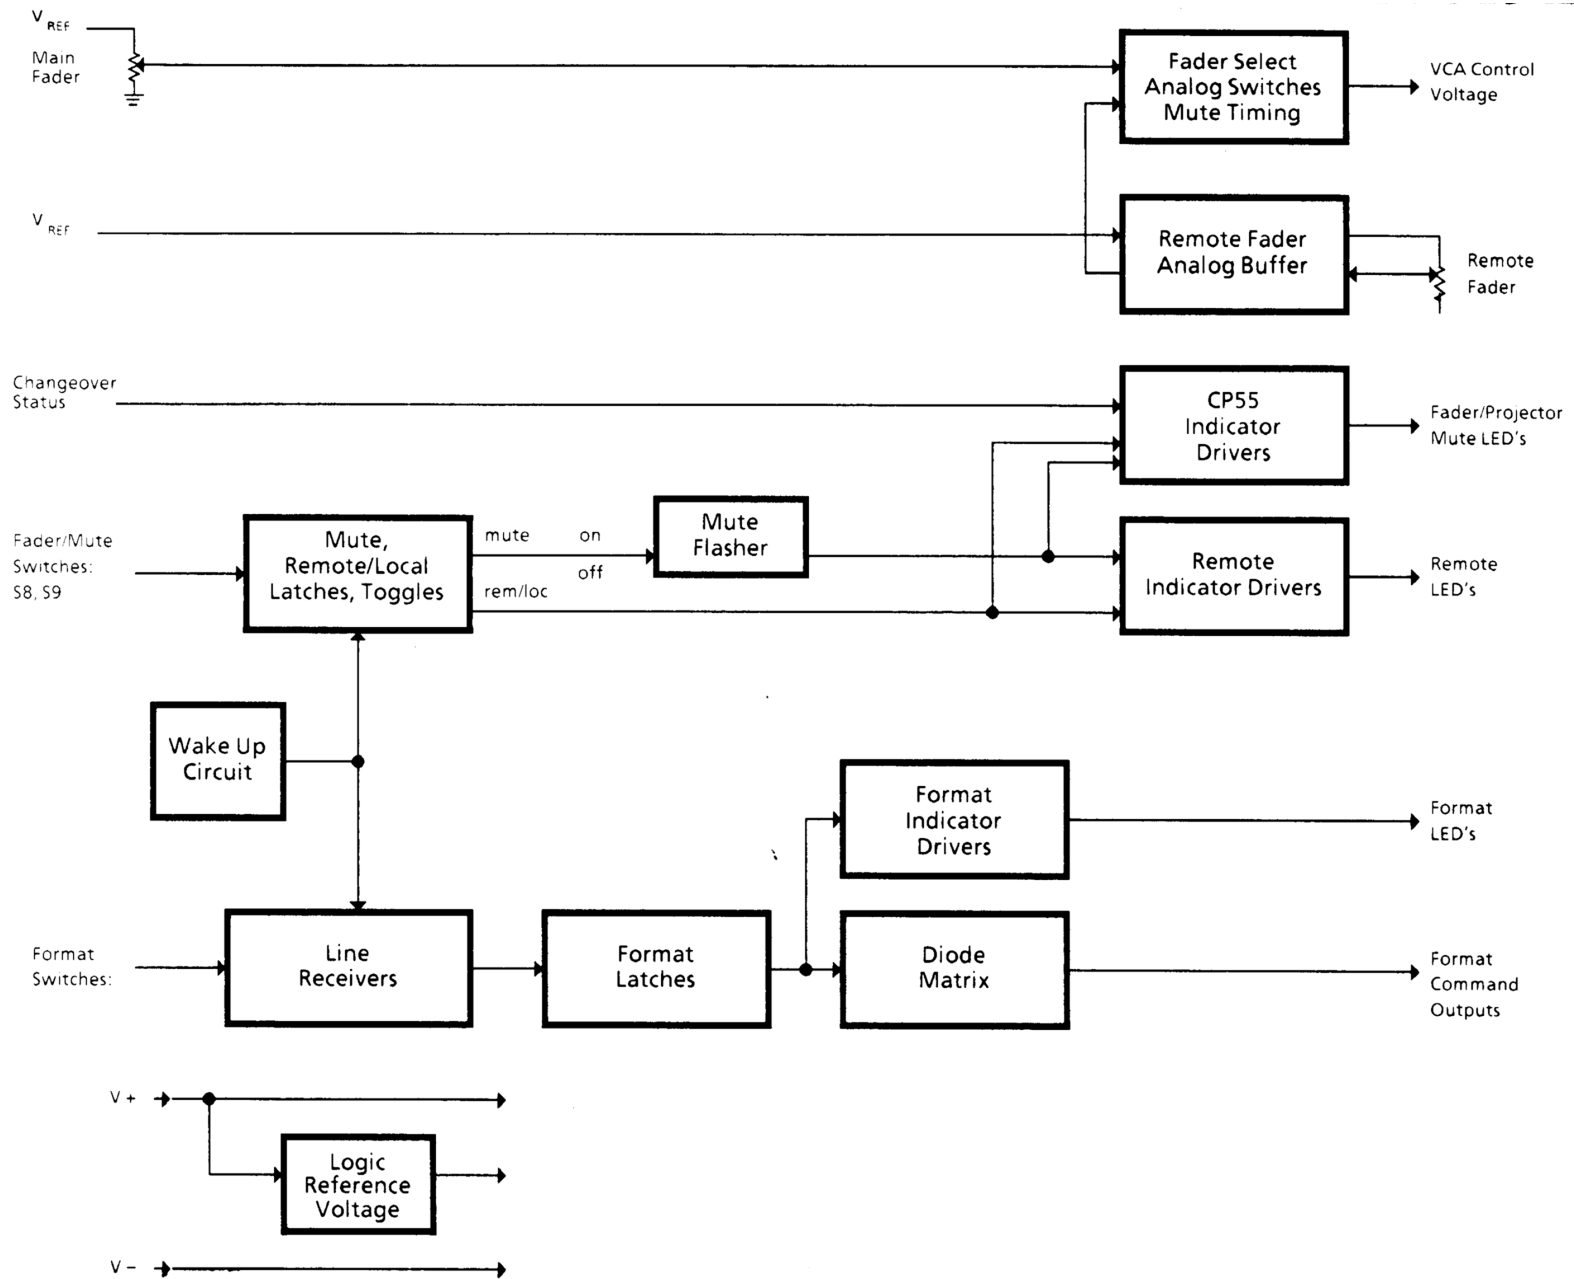 V REF
Main
Fader
Fader Select
Analog Switches
Mute Timing
VCA Control
Voltage
V REF
Remote Fader
Analog Buffer
Remote
Fader
Changeover
Status
CP55
Indicator
Drivers
Fader/Projector
Mute LED's
Fader/Mute
Switches:
S8, S9
Mute,
Remote/Local
Latches, Toggles
mute on
off
rem/loc
Mute
Flasher
Remote
Indicator Drivers
Remote
LED's
Wake Up
Circuit
Format
Indicator
Drivers
Format
LED's
Format
Switches:
Line
Receivers
Format
Latches
Diode
Matrix
Format
Command
Outputs
V +
Logic
Reference
Voltage
V -